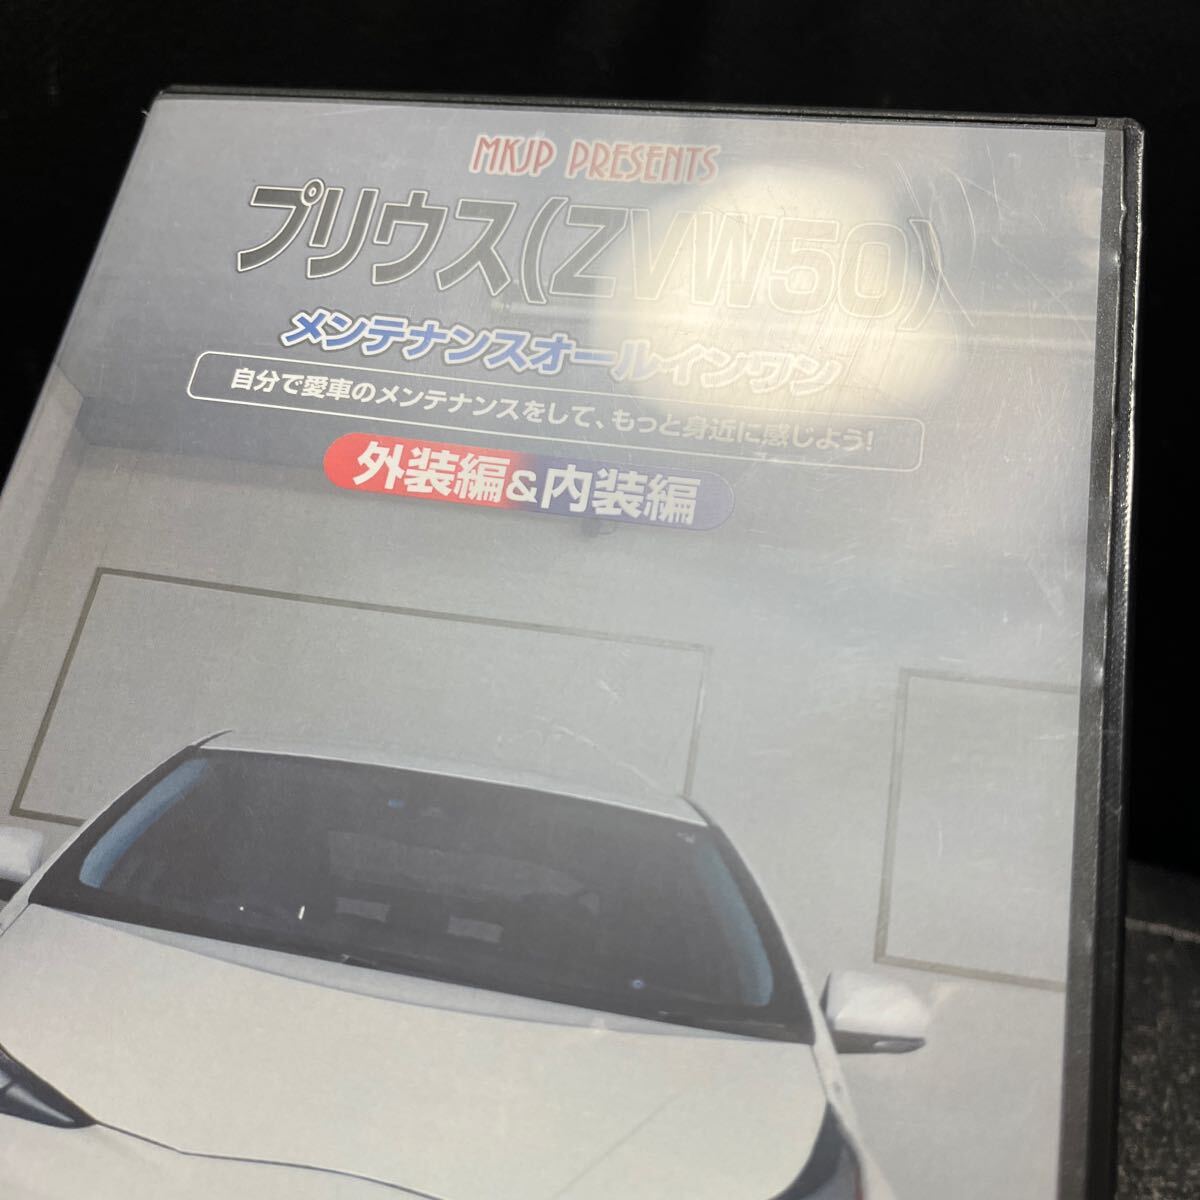 MKJP PRESENTS
プリウス(ZVW50)
メンテナンスオールインワン
自分で愛車のメンテナンスをして、もっと身近に感じよう!
外装編&内装編